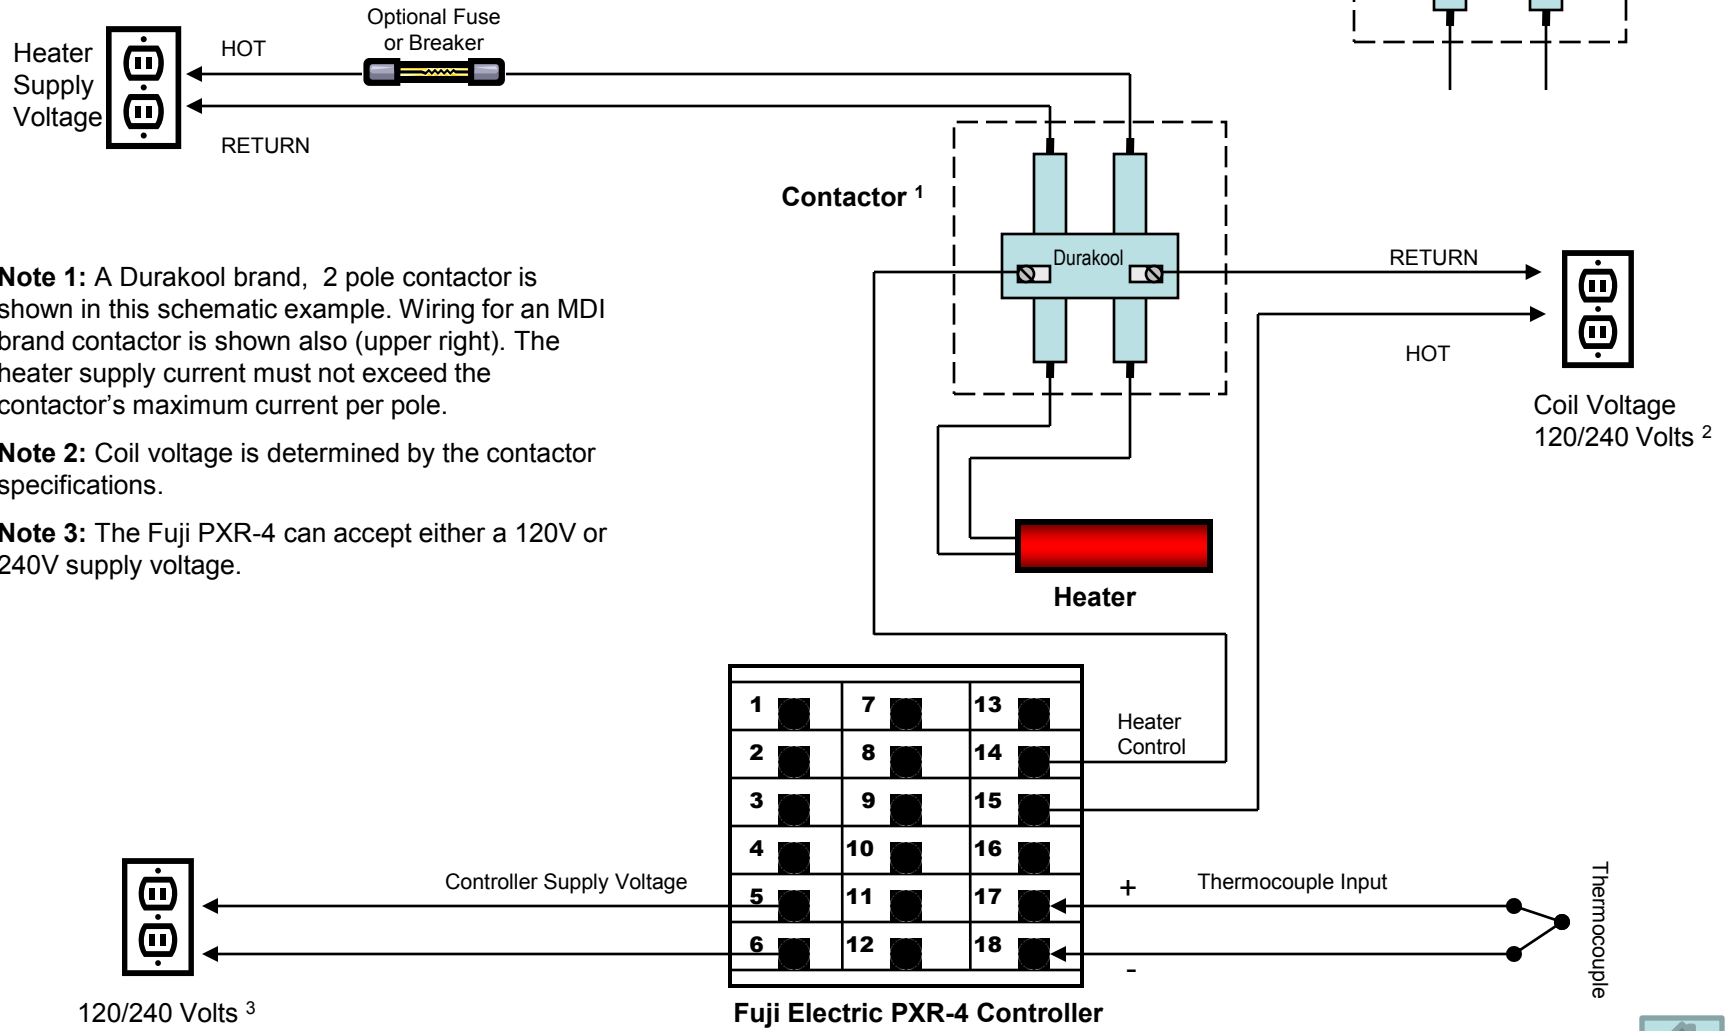 Optional Fuse
or Breaker
Heater
Supply
Voltage
HOT
RETURN
Contactor 1
Durakool
RETURN
HOT
Coil Voltage
120/240 Volts 2
Note 1: A Durakool brand, 2 pole contactor is
shown in this schematic example. Wiring for an MDI
brand contactor is shown also (upper right). The
heater supply current must not exceed the
contactor’s maximum current per pole.
Note 2: Coil voltage is determined by the contactor
specifications.
Note 3: The Fuji PXR-4 can accept either a 120V or
240V supply voltage.
Heater
1 7 13
2 8 14
3 9 15
4 10 16
5 11 17
6 12 18
Heater
Control
Controller Supply Voltage
+ Thermocouple Input
-
Thermocouple
120/240 Volts 3
Fuji Electric PXR-4 Controller